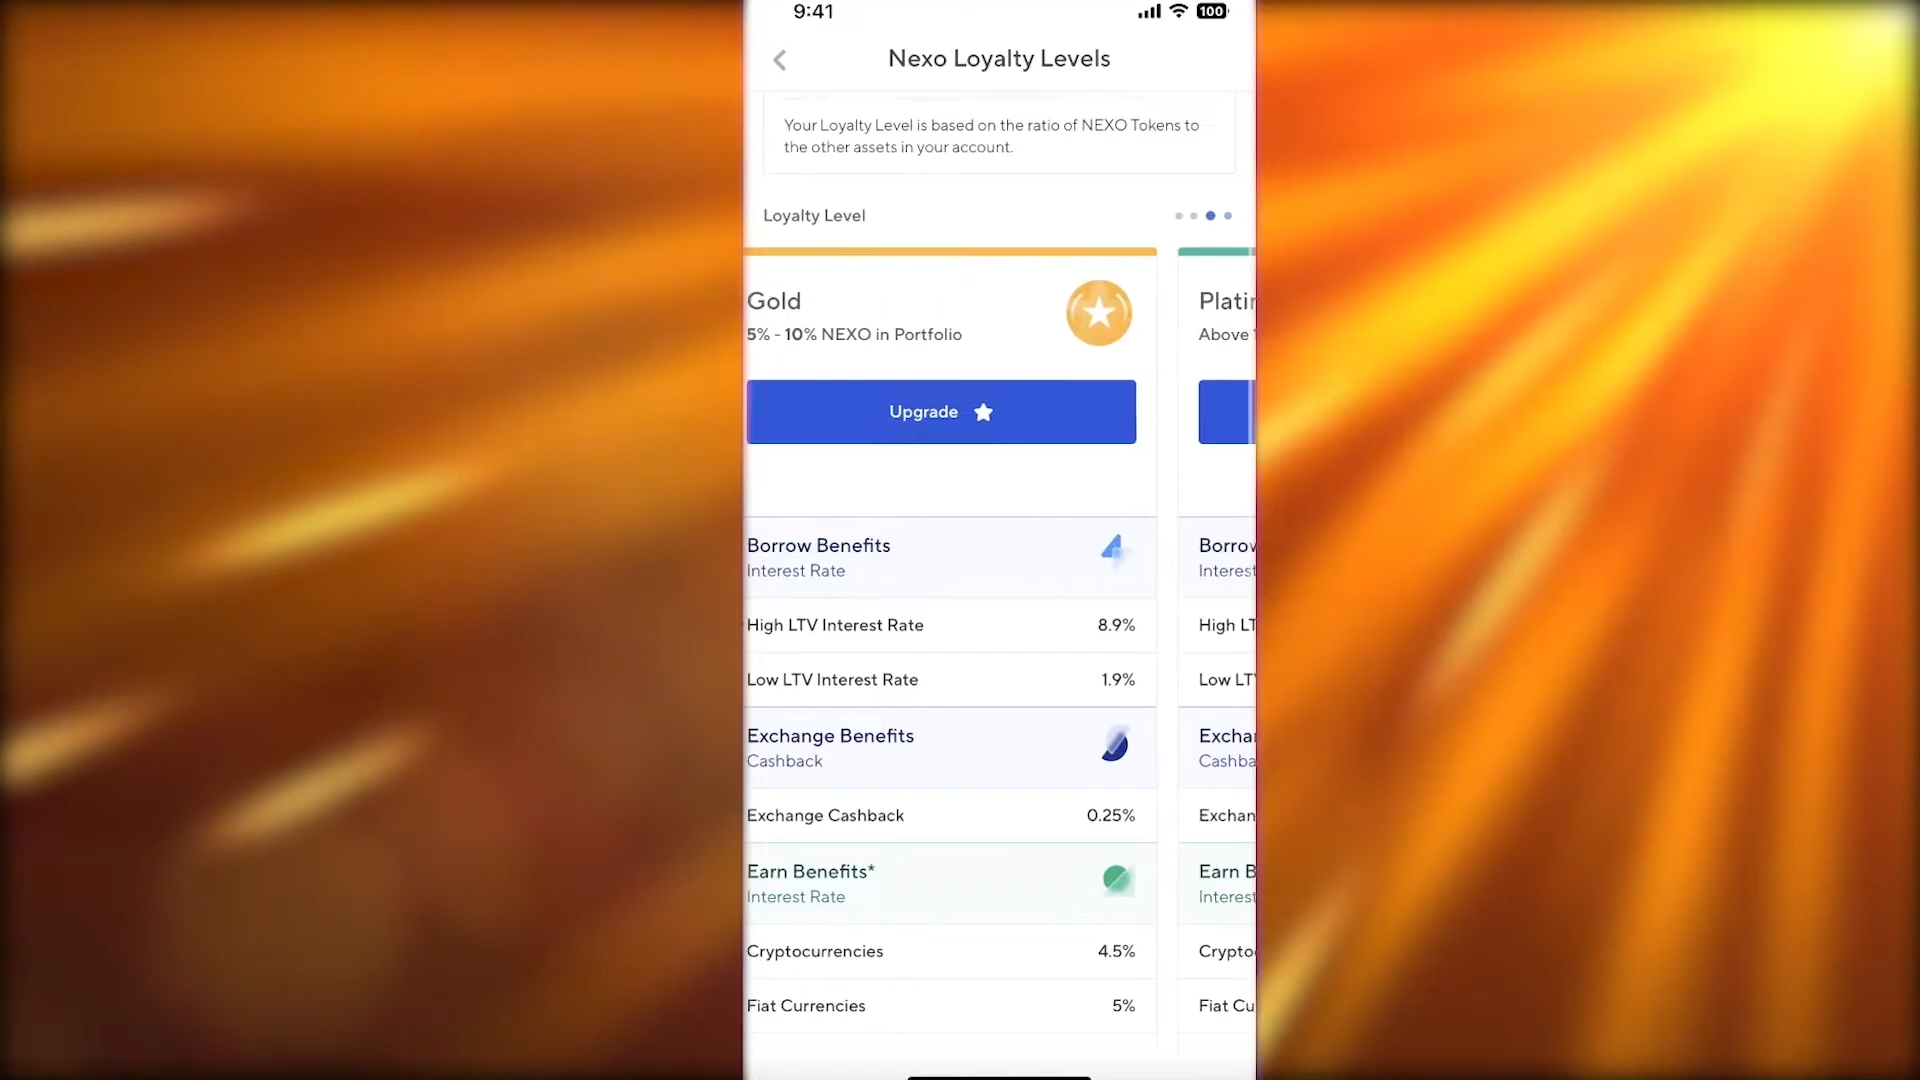 9:41
100
Nexo Loyalty Levels
Your Loyalty Level is based on the ratio of NEXO Tokens to
the other assets in your account.
Loyalty Level
Gold
5% - 10% NEXO in Portfolio
Upgrade
Borrow Benefits
Interest Rate
High LTV Interest Rate 8.9%
Low LTV Interest Rate 1.9%
Exchange Benefits
Cashback
Exchange Cashback 0.25%
Earn Benefits*
Interest Rate
Cryptocurrencies 4.5%
Fiat Currencies 5%
Platin
Above
Borrow
Interest
High LT
Low LT
Exchan
Cashba
Exchan
Earn B
Interest
Crypto
Fiat Cu